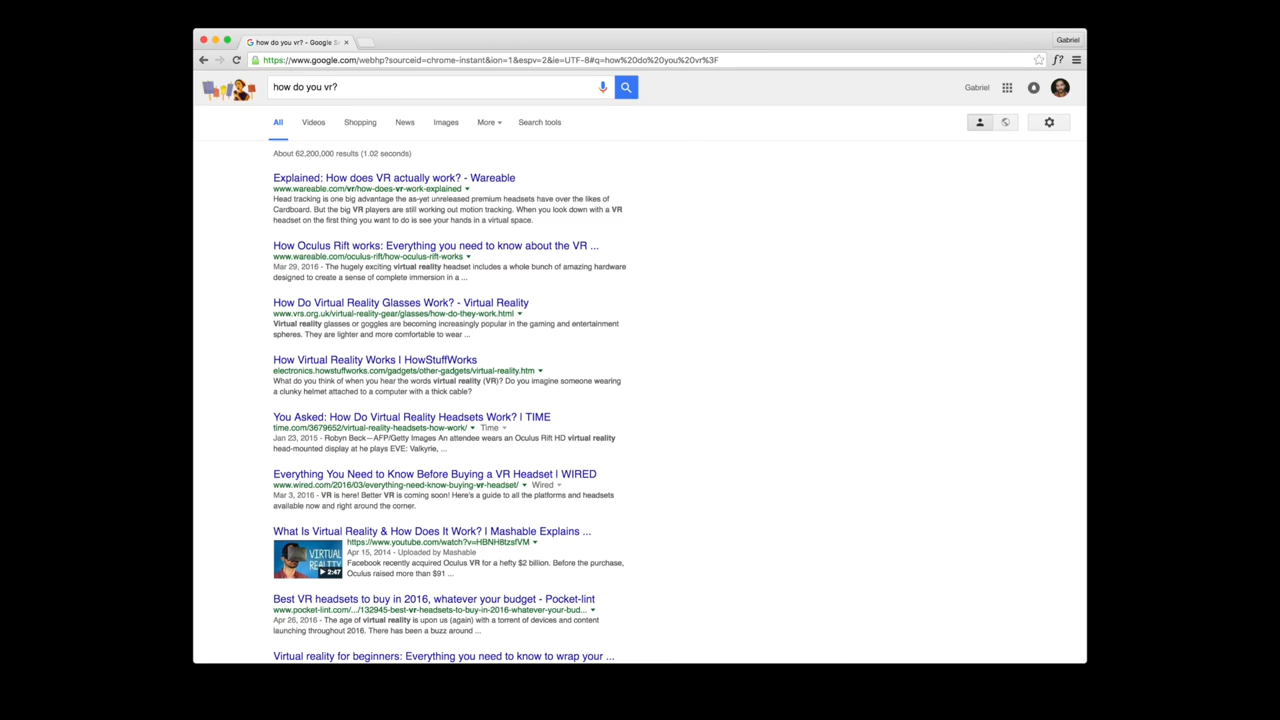 how do you vr? - Google S
Gabriel
https://www.google.com/webhp?sourceid=chrome-instant&ion=1&espv=2&ie=UTF-8#q=how%20do%20you%20vr%3F
f?
how do you vr?
Gabriel
All Videos Shopping News Images More Search tools
About 62,200,000 results (1.02 seconds)
Explained: How does VR actually work? - Wareable
www.wareable.com/vr/how-does-vr-work-explained
Head tracking is one big advantage the as-yet unreleased premium headsets have over the likes of
Cardboard. But the big VR players are still working out motion tracking. When you look down with a VR
headset on the first thing you want to do is see your hands in a virtual space.
How Oculus Rift works: Everything you need to know about the VR ...
www.wareable.com/oculus-rift/how-oculus-rift-works
Mar 29, 2016 - The hugely exciting virtual reality headset includes a whole bunch of amazing hardware
designed to create a sense of complete immersion in a ...
How Do Virtual Reality Glasses Work? - Virtual Reality
www.vrs.org.uk/virtual-reality-gear/glasses/how-do-they-work.html
Virtual reality glasses or goggles are becoming increasingly popular in the gaming and entertainment
spheres. They are lighter and more comfortable to wear ...
How Virtual Reality Works | HowStuffWorks
electronics.howstuffworks.com/gadgets/other-gadgets/virtual-reality.htm
What do you think of when you hear the words virtual reality (VR)? Do you imagine someone wearing
a clunky helmet attached to a computer with a thick cable?
You Asked: How Do Virtual Reality Headsets Work? | TIME
time.com/3679652/virtual-reality-headsets-how-work/ Time
Jan 23, 2015 - Robyn Beck—AFP/Getty Images An attendee wears an Oculus Rift HD virtual reality
head-mounted display at he plays EVE: Valkyrie, ...
Everything You Need to Know Before Buying a VR Headset | WIRED
www.wired.com/2016/03/everything-need-know-buying-vr-headset/ Wired
Mar 3, 2016 - VR is here! Better VR is coming soon! Here's a guide to all the platforms and headsets
available now and right around the corner.
What Is Virtual Reality & How Does It Work? | Mashable Explains ...
https://www.youtube.com/watch?v=HBNH8tzsfVM
Apr 15, 2014 - Uploaded by Mashable
Facebook recently acquired Oculus VR for a hefty $2 billion. Before the purchase,
Oculus raised more than $91 ...
VIRTUAL
REALITY
2:47
Best VR headsets to buy in 2016, whatever your budget - Pocket-lint
www.pocket-lint.com/.../132945-best-vr-headsets-to-buy-in-2016-whatever-your-bud...
Apr 26, 2016 - The age of virtual reality is upon us (again) with a torrent of devices and content
launching throughout 2016. There has been a buzz around ...
Virtual reality for beginners: Everything you need to know to wrap your ...